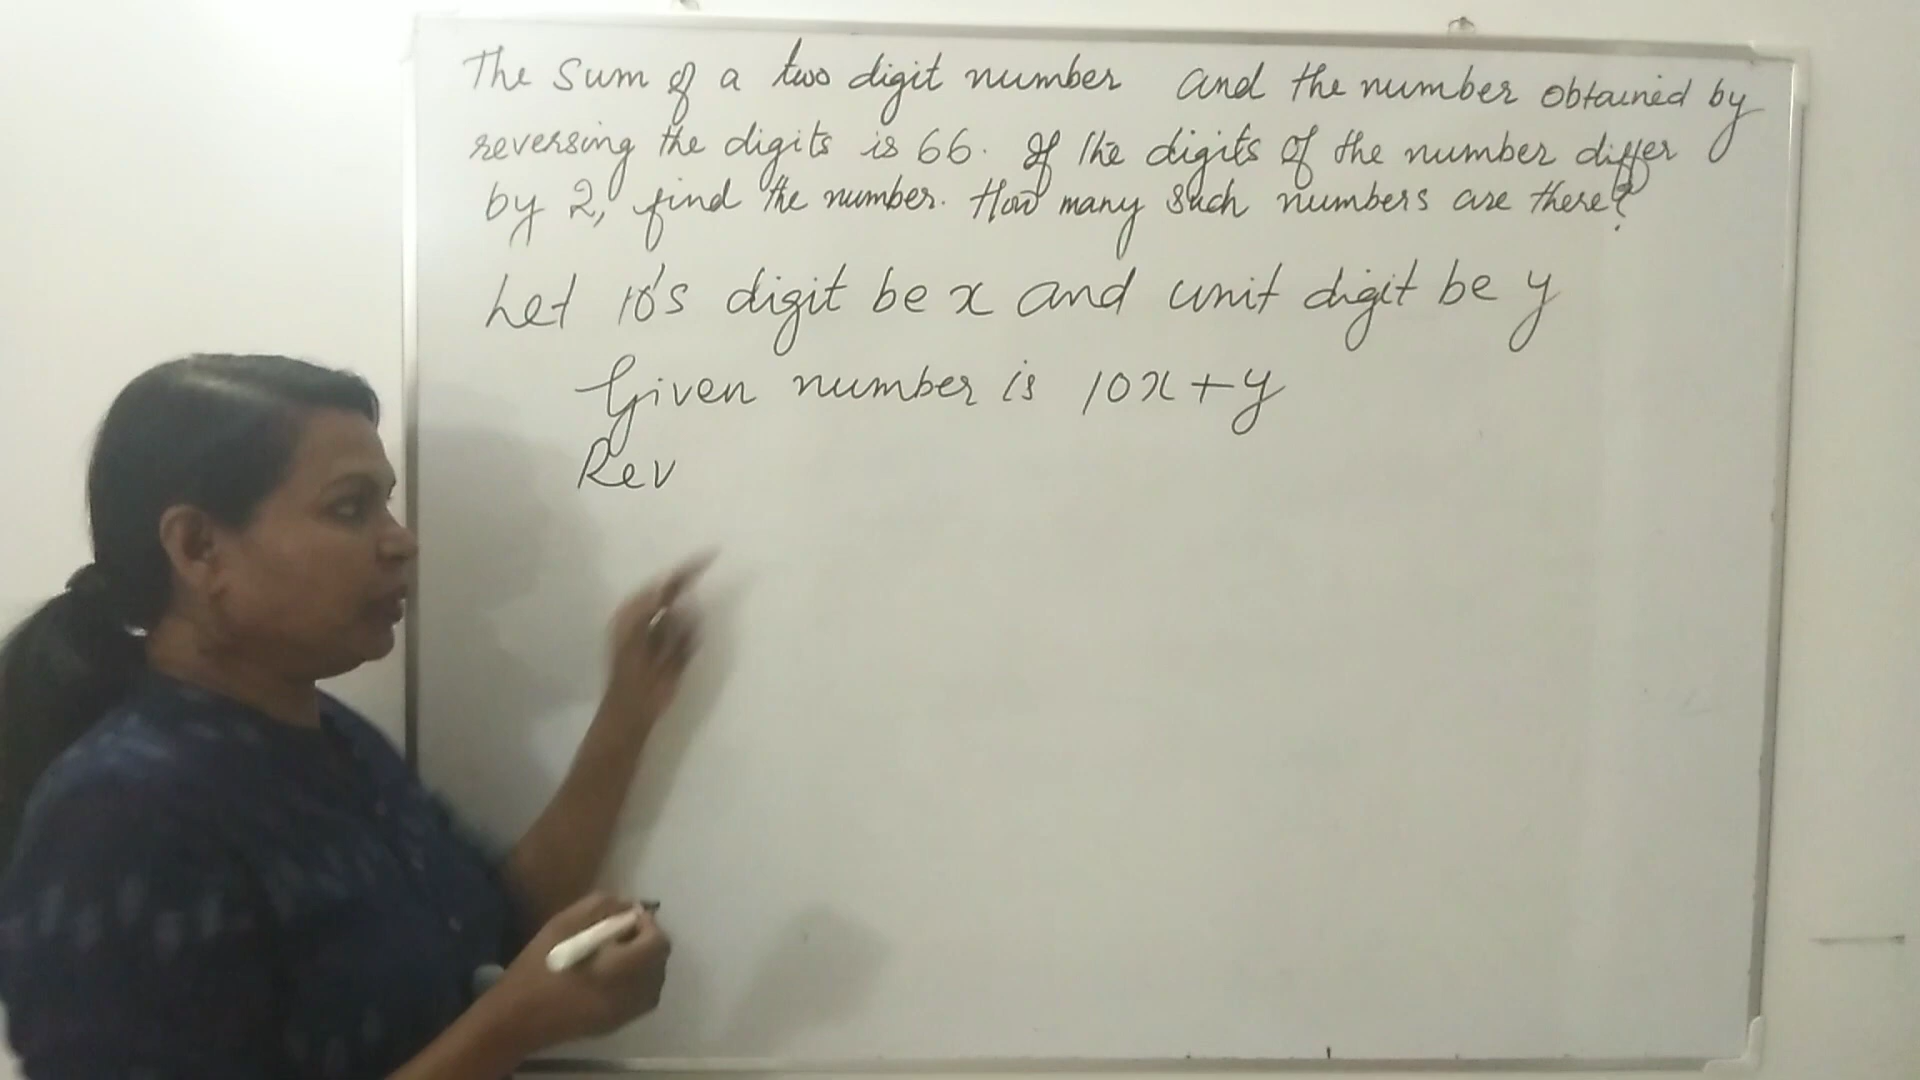 The sum of a two digit number and the number obtained by
reversing the digits is 66. If the digits of the number differ
by 2, find the number. How many such numbers are there?
Let 10's digit be x and unit digit be y
Given number is 10x+y
Rev